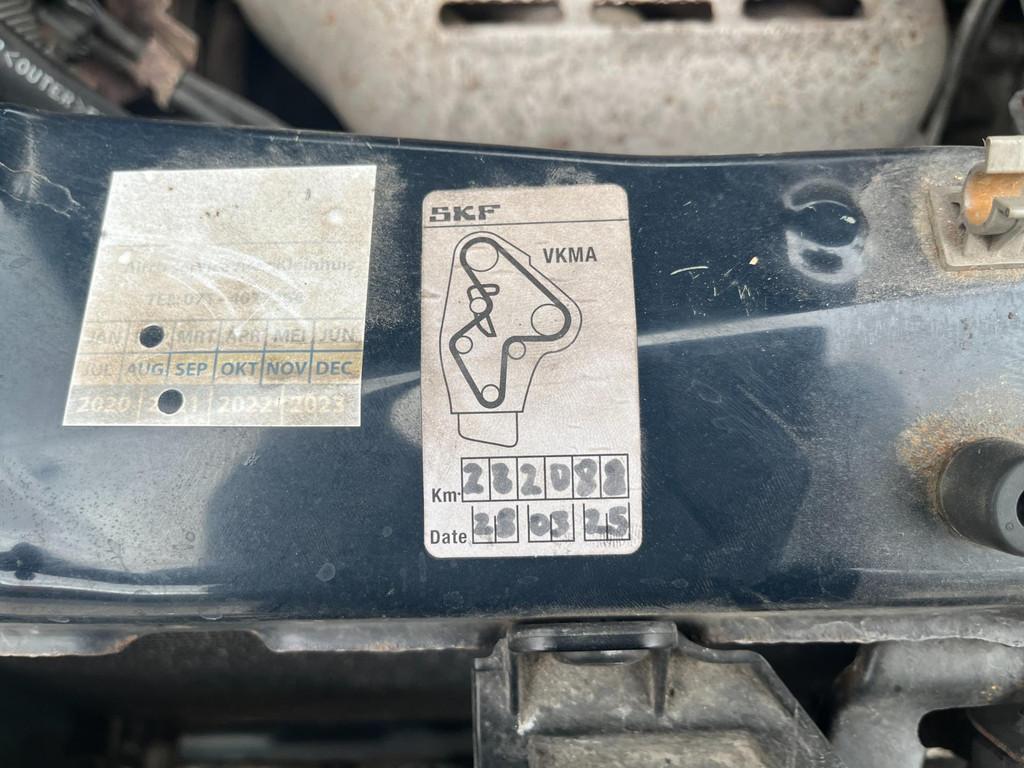 <OUTER>
JAN MRT APR MEI JUN
JUL AUG SEP OKT NOV DEC
2020 2021 2022 2023
SKF
VKMA
Km. 282088
Date 28 03 25